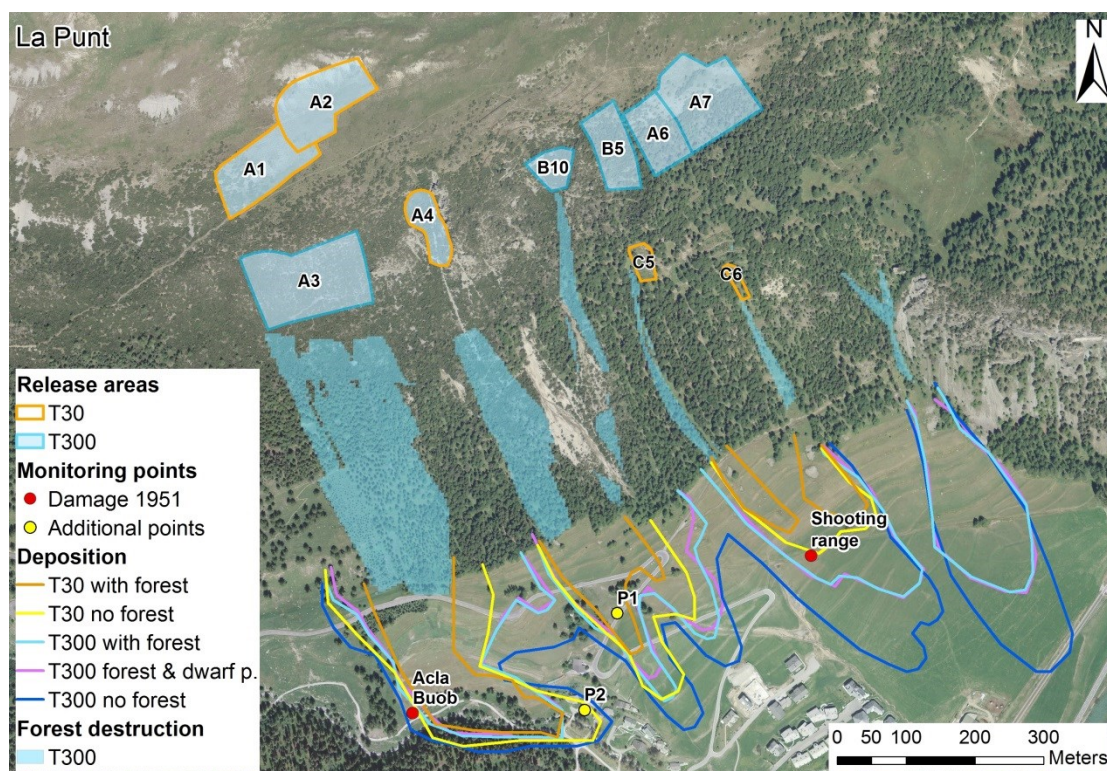 La Punt
N
A2
A7
A6
B5
A1
B10
A4
C5
C6
A3
Release areas
T30
T300
Monitoring points
Damage 1951
Additional points
Deposition
T30 with forest
T30 no forest
T300 with forest
T300 forest & dwarf p.
T300 no forest
Forest destruction
T300
Shooting
range
P1
Acla
Buob
P2
0 50 100 200 300
Meters